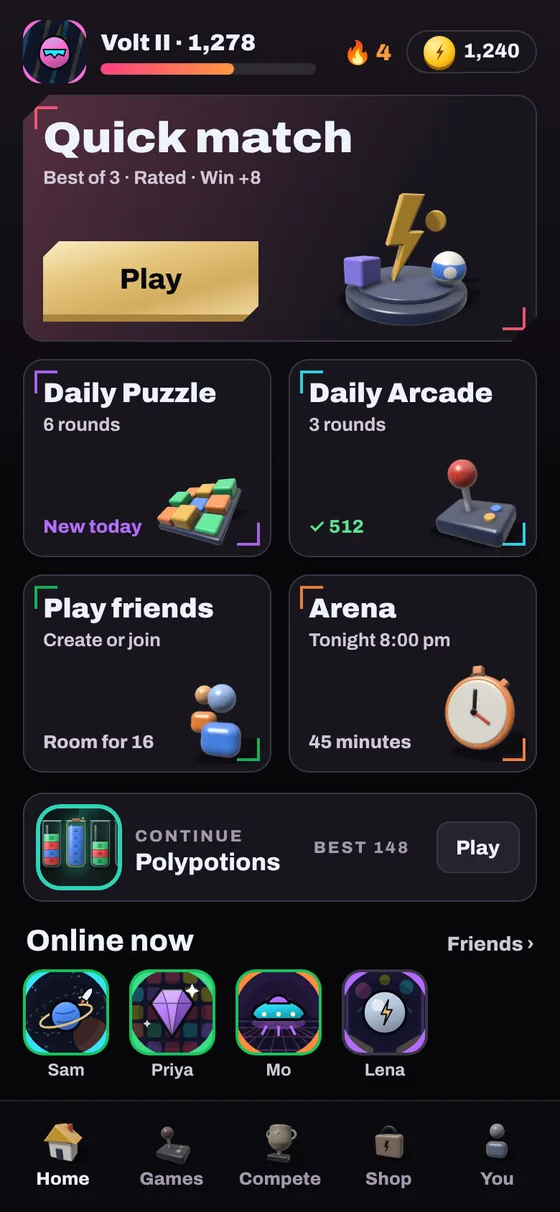 Volt II · 1,278
4
1,240
Quick match
Best of 3 · Rated · Win +8
Play
Daily Puzzle
6 rounds
New today
Daily Arcade
3 rounds
✓ 512
Play friends
Create or join
Room for 16
Arena
Tonight 8:00 pm
45 minutes
CONTINUE
Polypotions
BEST 148
Play
Online now
Friends ›
Sam
Priya
Mo
Lena
Home
Games
Compete
Shop
You